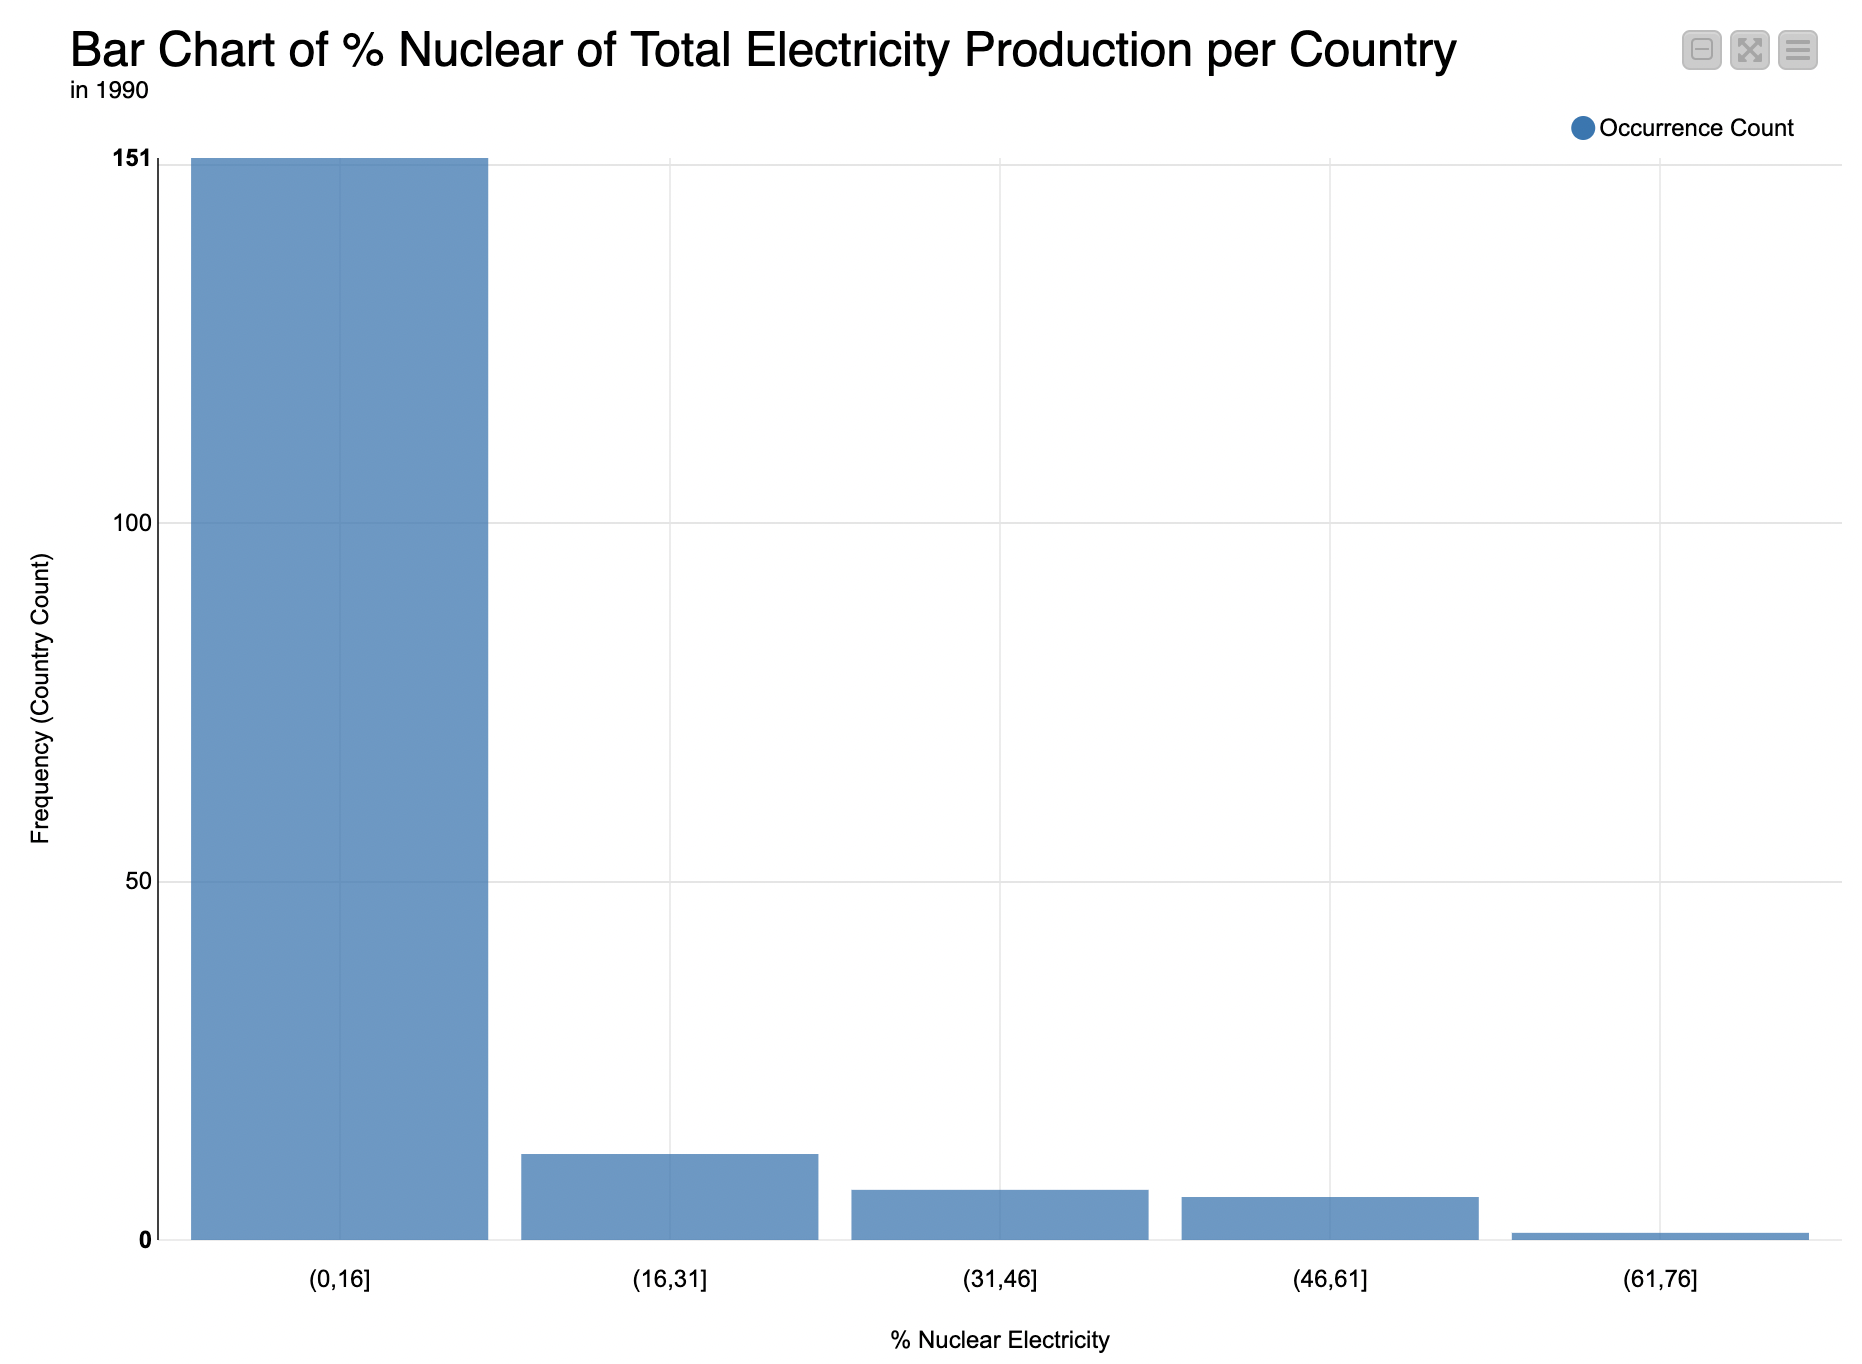 Bar Chart of % Nuclear of Total Electricity Production per Country
in 1990
Occurrence Count
151
100
50
0
Frequency (Country Count)
(0,16]
(16,31]
(31,46]
(46,61]
(61,76]
% Nuclear Electricity